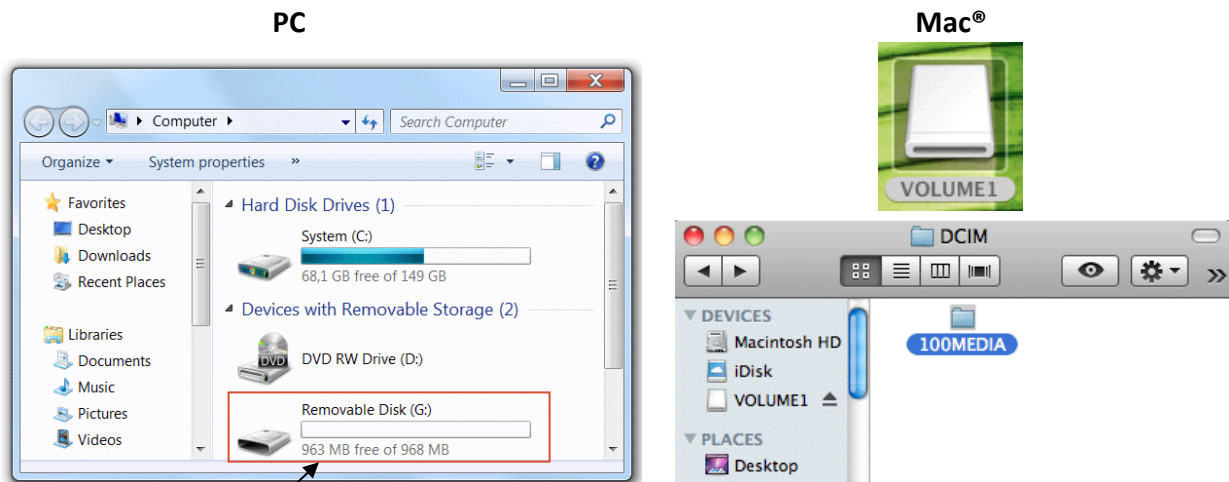 PC
Computer
Search Computer
Organize
System properties »
Favorites
Desktop
Downloads
Recent Places
Libraries
Documents
Music
Pictures
Videos
Hard Disk Drives (1)
System (C:)
68,1 GB free of 149 GB
Devices with Removable Storage (2)
DVD
DVD RW Drive (D:)
Removable Disk (G:)
963 MB free of 968 MB
Mac®
VOLUME1
DCIM
»
DEVICES
Macintosh HD
iDisk
VOLUME1
PLACES
Desktop
100MEDIA